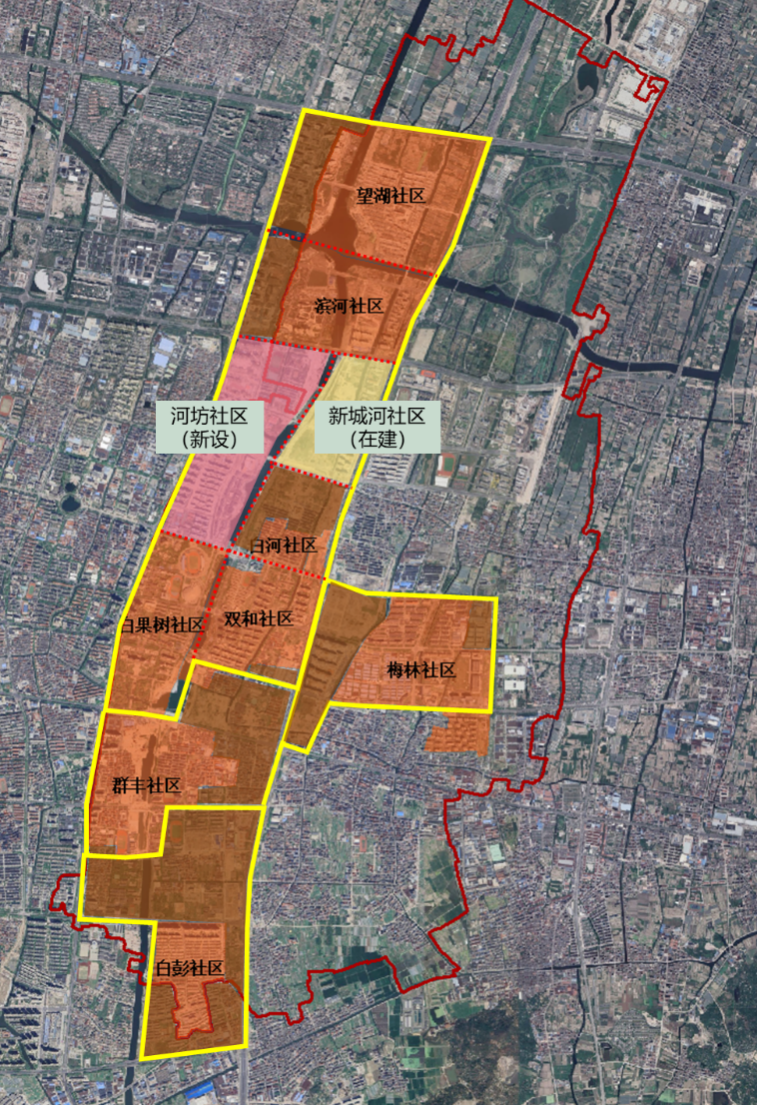 望湖社区
滨河社区
河坊社区
（新设）
新城河社区
（在建）
白河社区
白果树社区
双和社区
梅林社区
群丰社区
白彭社区